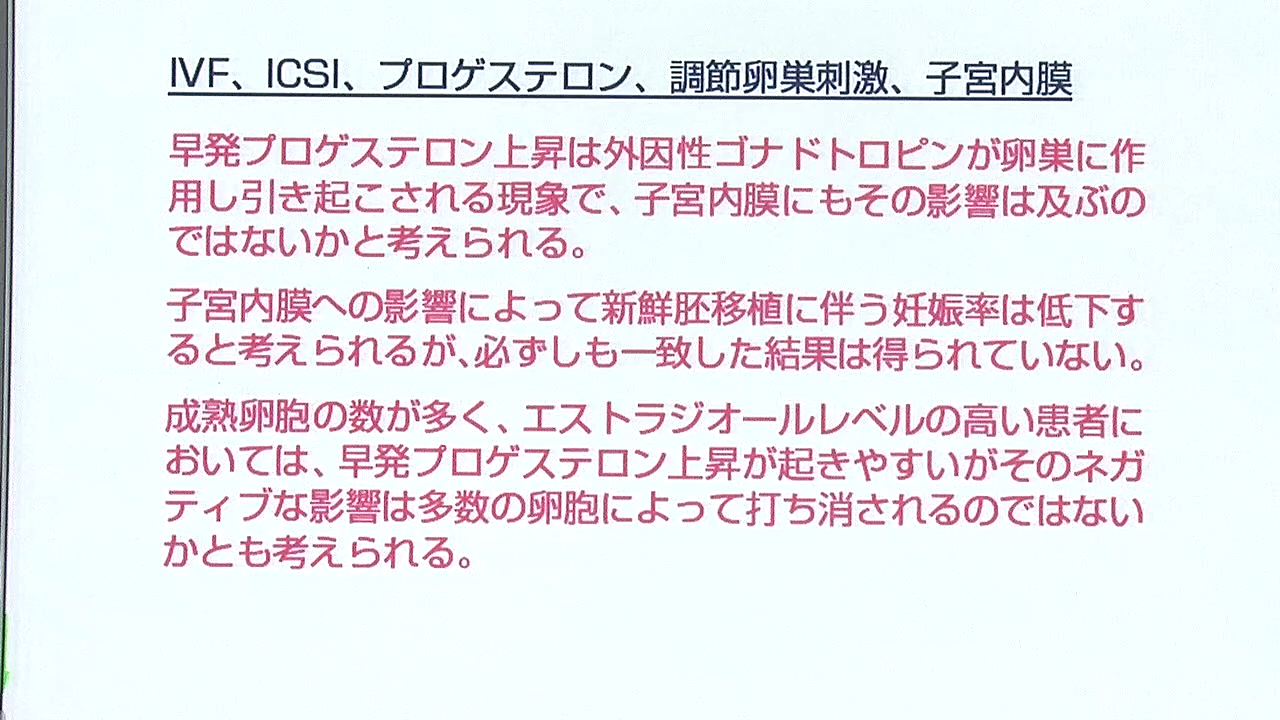 IVF、ICSI、プロゲステロン、調節卵巣刺激、子宮内膜
早発プロゲステロン上昇は外因性ゴナドトロピンが卵巣に作
用し引き起こされる現象で、子宮内膜にもその影響は及ぶの
ではないかと考えられる。
子宮内膜への影響によって新鮮胚移植に伴う妊娠率は低下す
ると考えられるが、必ずしも一致した結果は得られていない。
成熟卵胞の数が多く、エストラジオールレベルの高い患者に
おいては、早発プロゲステロン上昇が起きやすいがそのネガ
ティブな影響は多数の卵胞によって打ち消されるのではない
かとも考えられる。